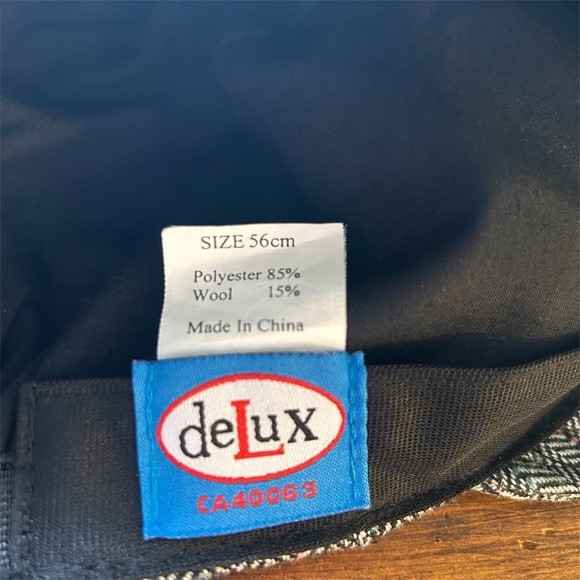 SIZE 56cm
Polyester 85%
Wool 15%
Made In China
deLux
CA40063